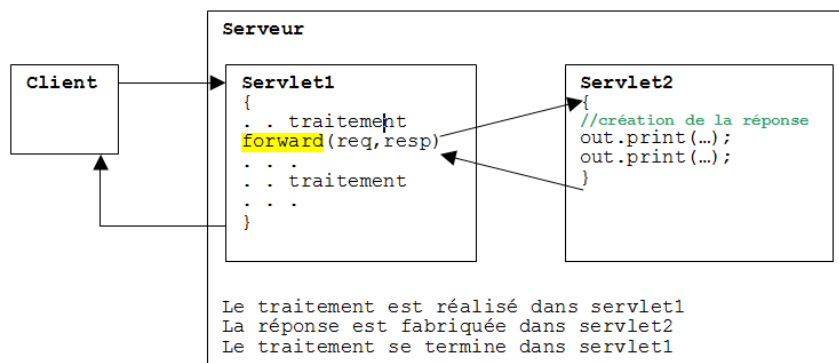 Serveur
Client
Servlet1
{
. . traitement
forward(req,resp)
. . .
. . traitement
. . .
}
Servlet2
{
//création de la réponse
out.print(…);
out.print(…);
}
Le traitement est réalisé dans servlet1
La réponse est fabriquée dans servlet2
Le traitement se termine dans servlet1